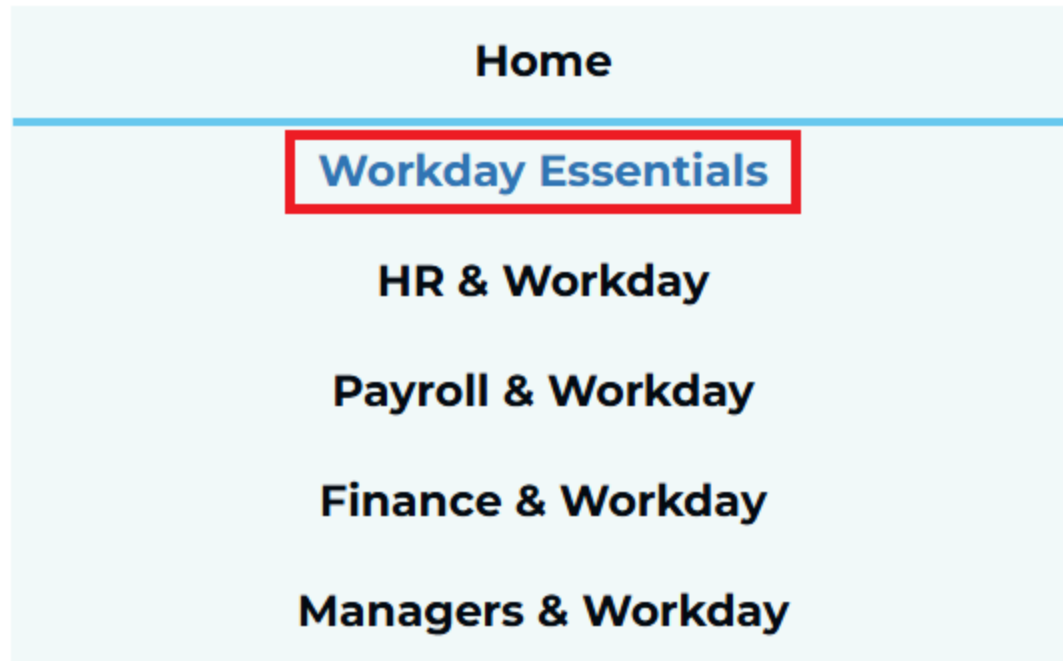 Home
Workday Essentials
HR & Workday
Payroll & Workday
Finance & Workday
Managers & Workday